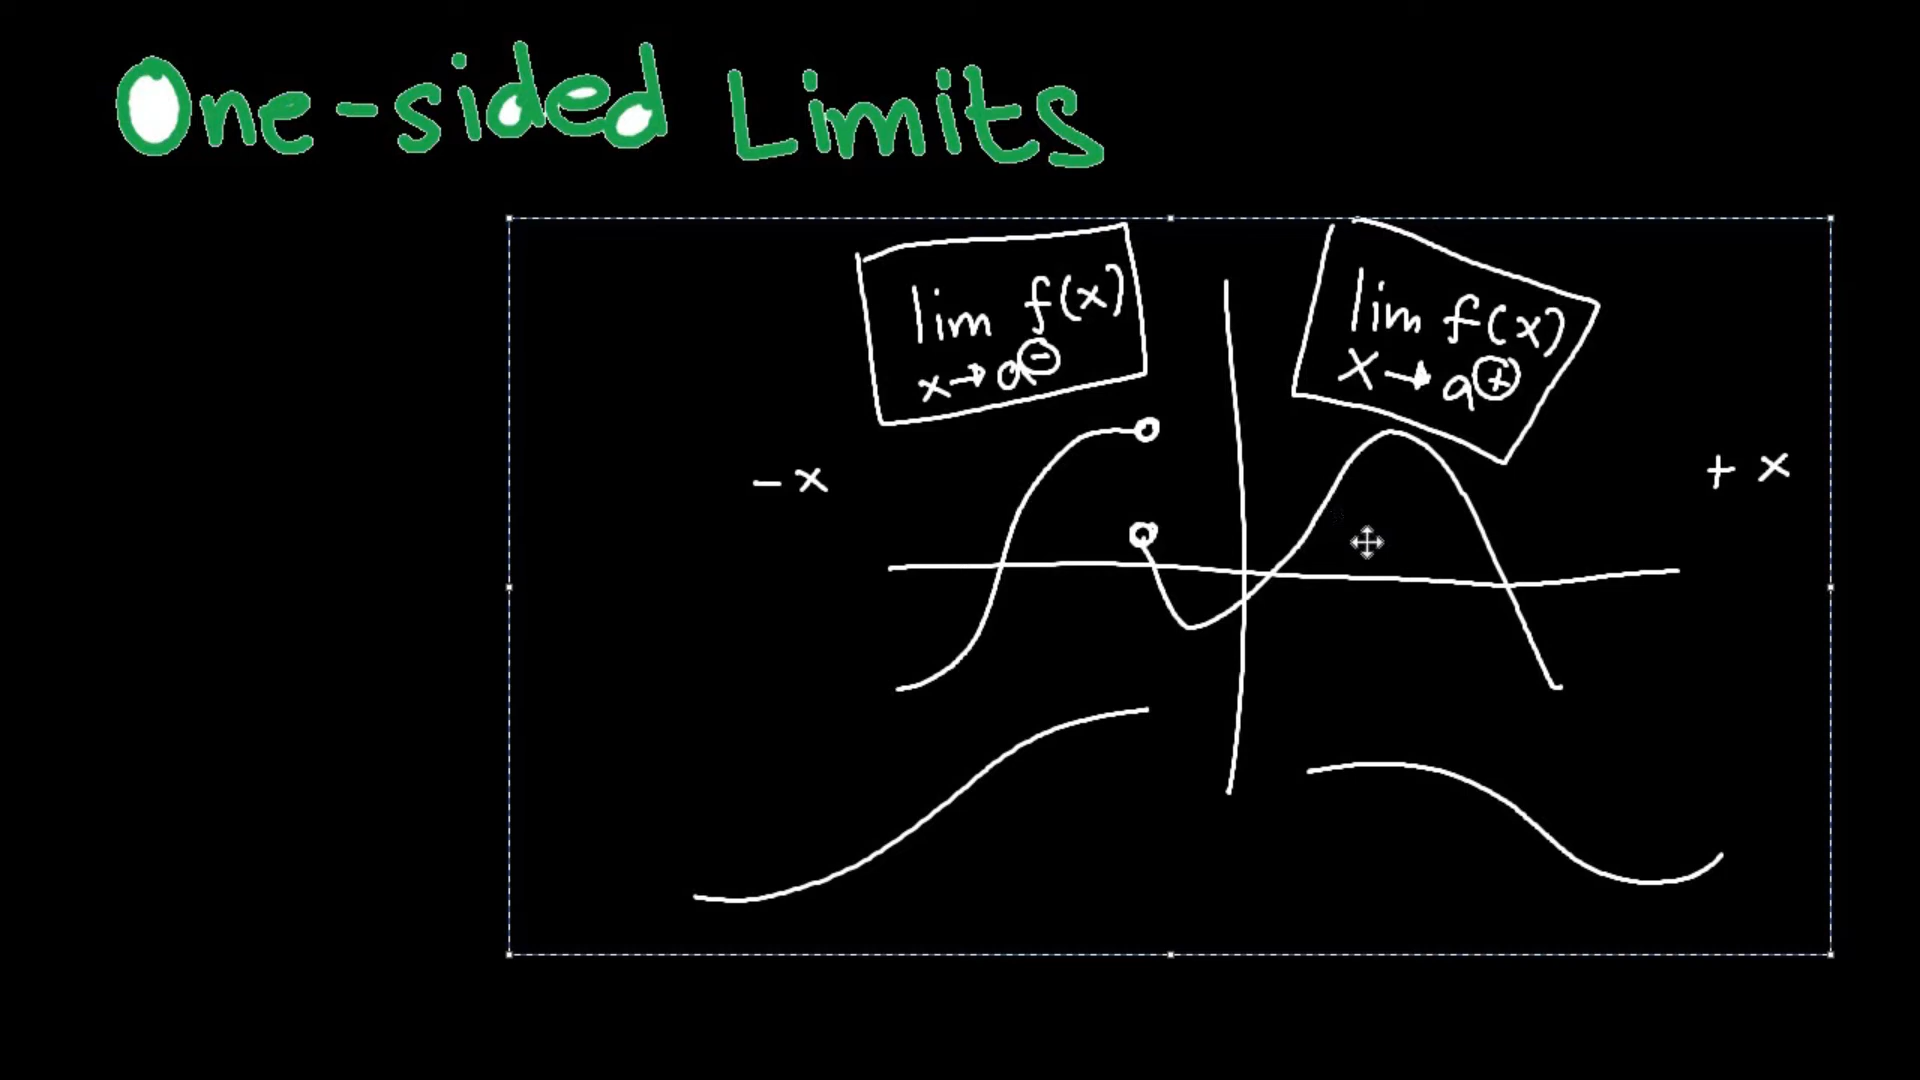 One-sided Limits
lim f(x)
x→a⊖
lim f(x)
x→a⊕
- x
+ x